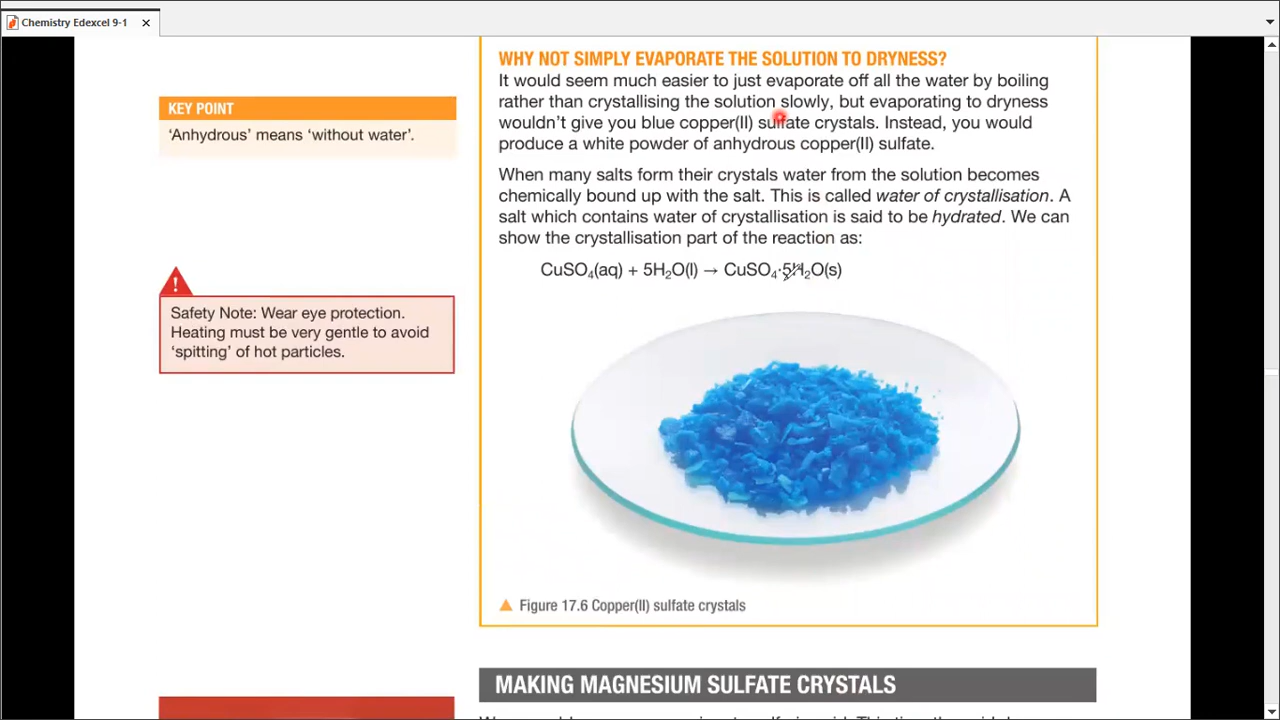 Chemistry Edexcel 9-1
WHY NOT SIMPLY EVAPORATE THE SOLUTION TO DRYNESS?
It would seem much easier to just evaporate off all the water by boiling
rather than crystallising the solution slowly, but evaporating to dryness
wouldn't give you blue copper(II) sulfate crystals. Instead, you would
produce a white powder of anhydrous copper(II) sulfate.
When many salts form their crystals water from the solution becomes
chemically bound up with the salt. This is called water of crystallisation. A
salt which contains water of crystallisation is said to be hydrated. We can
show the crystallisation part of the reaction as:
CuSO₄(aq) + 5H₂O(l) → CuSO₄·5H₂O(s)
Figure 17.6 Copper(II) sulfate crystals
KEY POINT
'Anhydrous' means 'without water'.
!
Safety Note: Wear eye protection.
Heating must be very gentle to avoid
'spitting' of hot particles.
MAKING MAGNESIUM SULFATE CRYSTALS